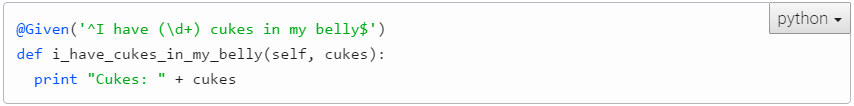 python
@Given('^I have (\d+) cukes in my belly$')
def i_have_cukes_in_my_belly(self, cukes):
  print "Cukes: " + cukes